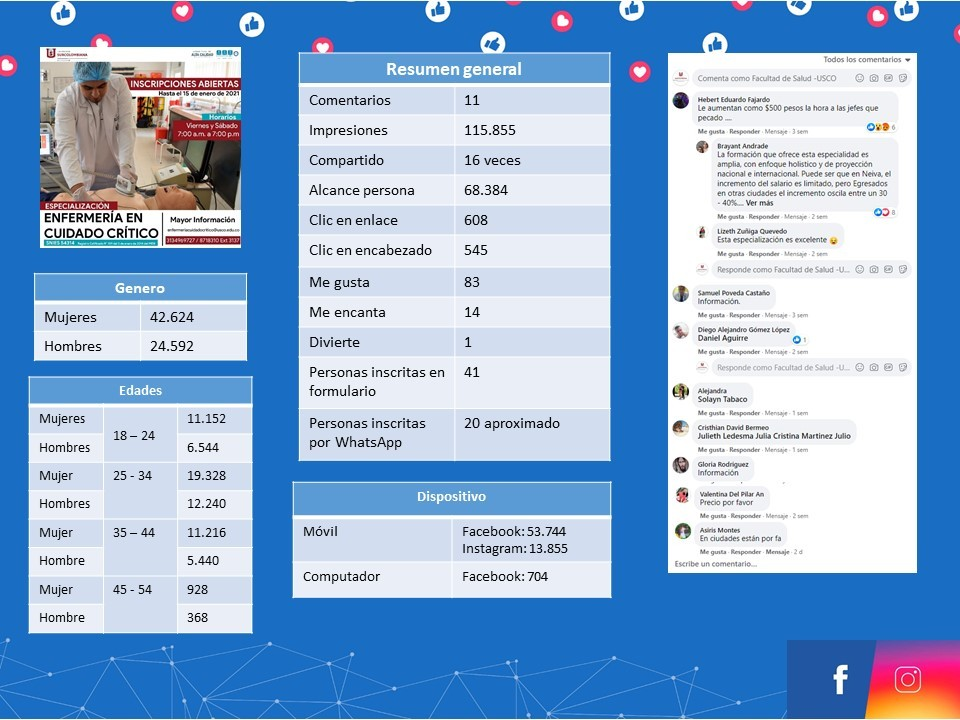 UNIVERSIDAD
SURCOLOMBIANA
INSCRIPCIONES ABIERTAS
Hasta el 15 de enero de 2021
Horarios
Viernes y Sábado
7:00 a.m. a 7:00 p.m
ESPECIALIZACIÓN
ENFERMERÍA EN
CUIDADO CRÍTICO
SNIES 54314
Mayor Información
enfermeriacuidadocritico@usco.edu.co
3134969727 / 8718310 Ext 3137
Genero
Mujeres 42.624
Hombres 24.592
Edades
Mujeres 18 – 24 11.152
Hombres 6.544
Mujer 25 - 34 19.328
Hombres 12.240
Mujer 35 – 44 11.216
Hombre 5.440
Mujer 45 - 54 928
Hombre 368
Resumen general
Comentarios 11
Impresiones 115.855
Compartido 16 veces
Alcance persona 68.384
Clic en enlace 608
Clic en encabezado 545
Me gusta 83
Me encanta 14
Divierte 1
Personas inscritas en formulario 41
Personas inscritas por WhatsApp 20 aproximado
Dispositivo
Móvil Facebook: 53.744
Instagram: 13.855
Computador Facebook: 704
Todos los comentarios
Comenta como Facultad de Salud -USCO
Hebert Eduardo Fajardo
Le aumentan como $500 pesos la hora a las jefes que
pecado ....
Me gusta · Responder · Mensaje · 3 sem
6
Brayant Andrade
La formación que ofrece esta especialidad es
amplia, con enfoque holístico y de proyección
nacional e internacional. Puede ser que en Neiva, el
incremento del salario es limitado, pero Egresados
en otras ciudades el incremento oscila entre un 30
- 40%.... Ver más
8
Me gusta · Responder · Mensaje · 2 sem
Lizeth Zuñiga Quevedo
Esta especialización es excelente 😉
Me gusta · Responder · Mensaje · 2 sem
Responde como Facultad de Salud -U...
Samuel Poveda Castaño
Información.
Me gusta · Responder · Mensaje · 3 sem
Diego Alejandro Gómez López
Daniel Aguirre
1
Me gusta · Responder · Mensaje · 2 sem
Responde como Facultad de Salud -U...
Alejandra
Solayn Tabaco
Me gusta · Responder · Mensaje · 1 sem
Cristhian David Bermeo
Julieth Ledesma Julia Cristina Martinez Julio
Me gusta · Responder · Mensaje · 1 sem
Gloria Rodríguez
Información
Valentina Del Pilar An
Precio por favor
Me gusta · Responder · Mensaje · 2 sem
Asiris Montes
En ciudades están por fa
Me gusta · Responder · Mensaje · 2 d
Escribe un comentario...